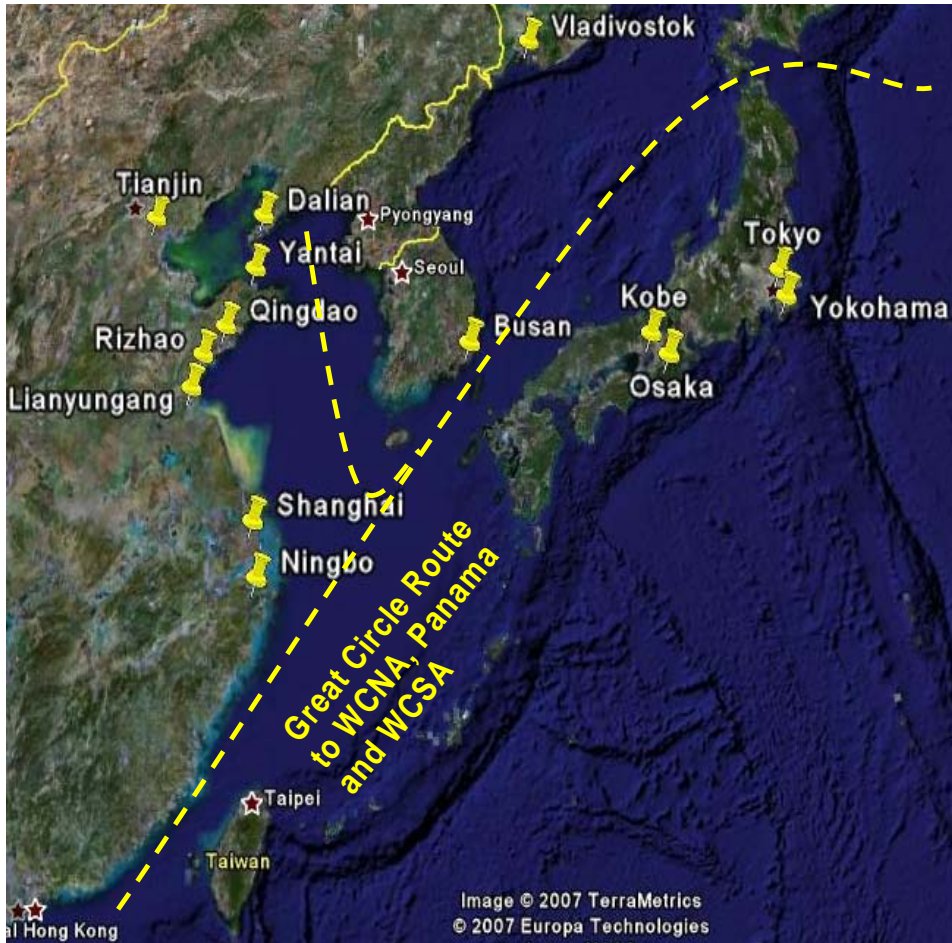 Vladivostok
Tianjin
Dalian
Pyongyang
Yantai
Seoul
Tokyo
Qingdao
Kobe
Yokohama
Rizhao
Busan
Osaka
Lianyungang
Shanghai
Ningbo
Great Circle Route
to WCNA, Panama
and WCSA
Taipei
Taiwan
Image © 2007 TerraMetrics
al Hong Kong
© 2007 Europa Technologies